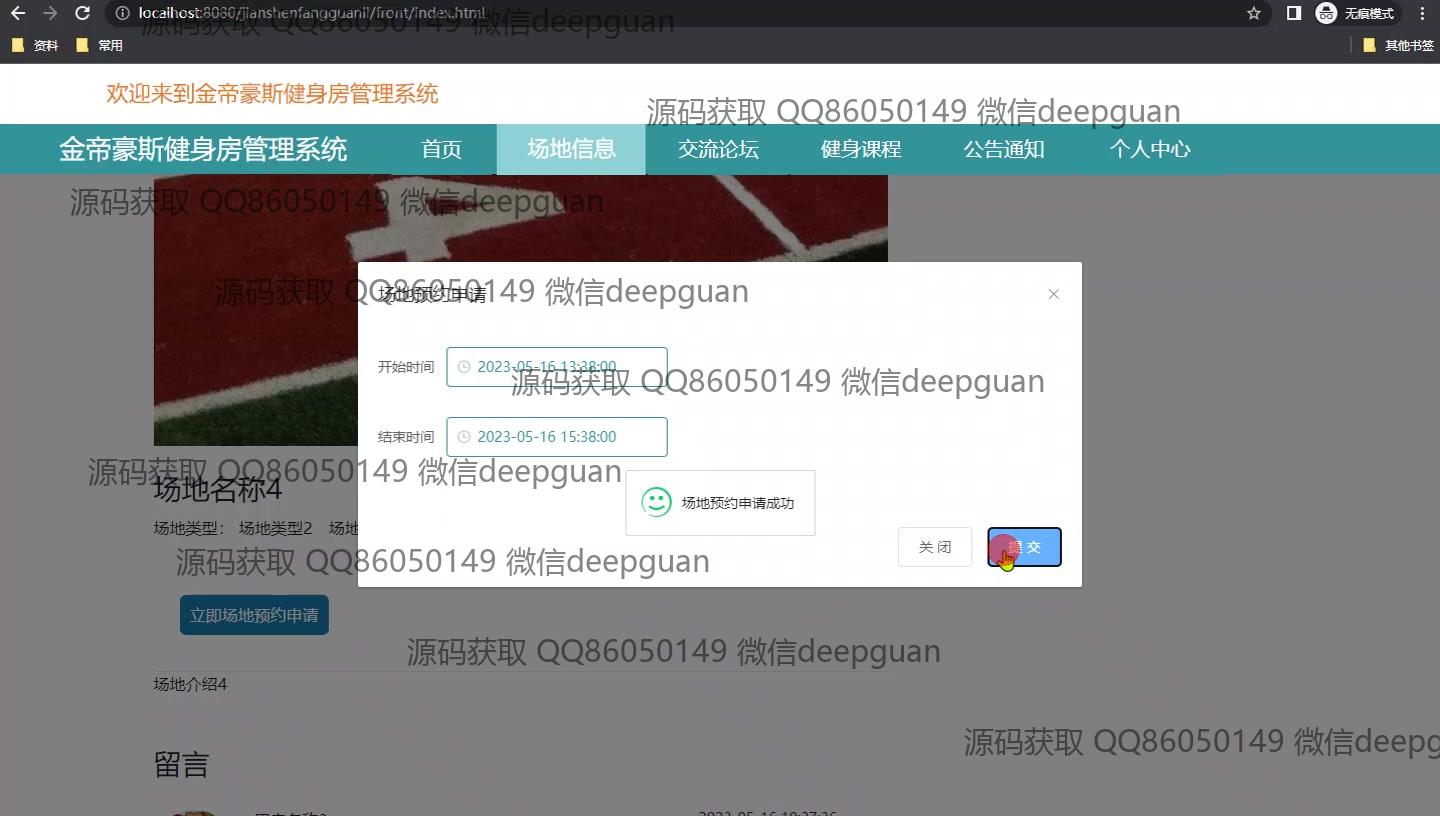 localhost:8080/jianshenfangguanli/front/index.html
无痕模式
源码获取 QQ86050149 微信deepguan
资料
常用
其他书签
欢迎来到金帝豪斯健身房管理系统
源码获取 QQ86050149 微信deepguan
金帝豪斯健身房管理系统
首页
场地信息
交流论坛
健身课程
公告通知
个人中心
源码获取 QQ86050149 微信deepguan
源码获取 QQ86050149 微信deepguan
场地预约申请
开始时间
2023-05-16 13:38:00
源码获取 QQ86050149 微信deepguan
结束时间
2023-05-16 15:38:00
源码获取 QQ86050149 微信deepguan
场地名称4
场地预约申请成功
场地类型： 场地类型2 场地
关 闭
提 交
源码获取 QQ86050149 微信deepguan
立即场地预约申请
源码获取 QQ86050149 微信deepguan
场地介绍4
源码获取 QQ86050149 微信deepg
留言